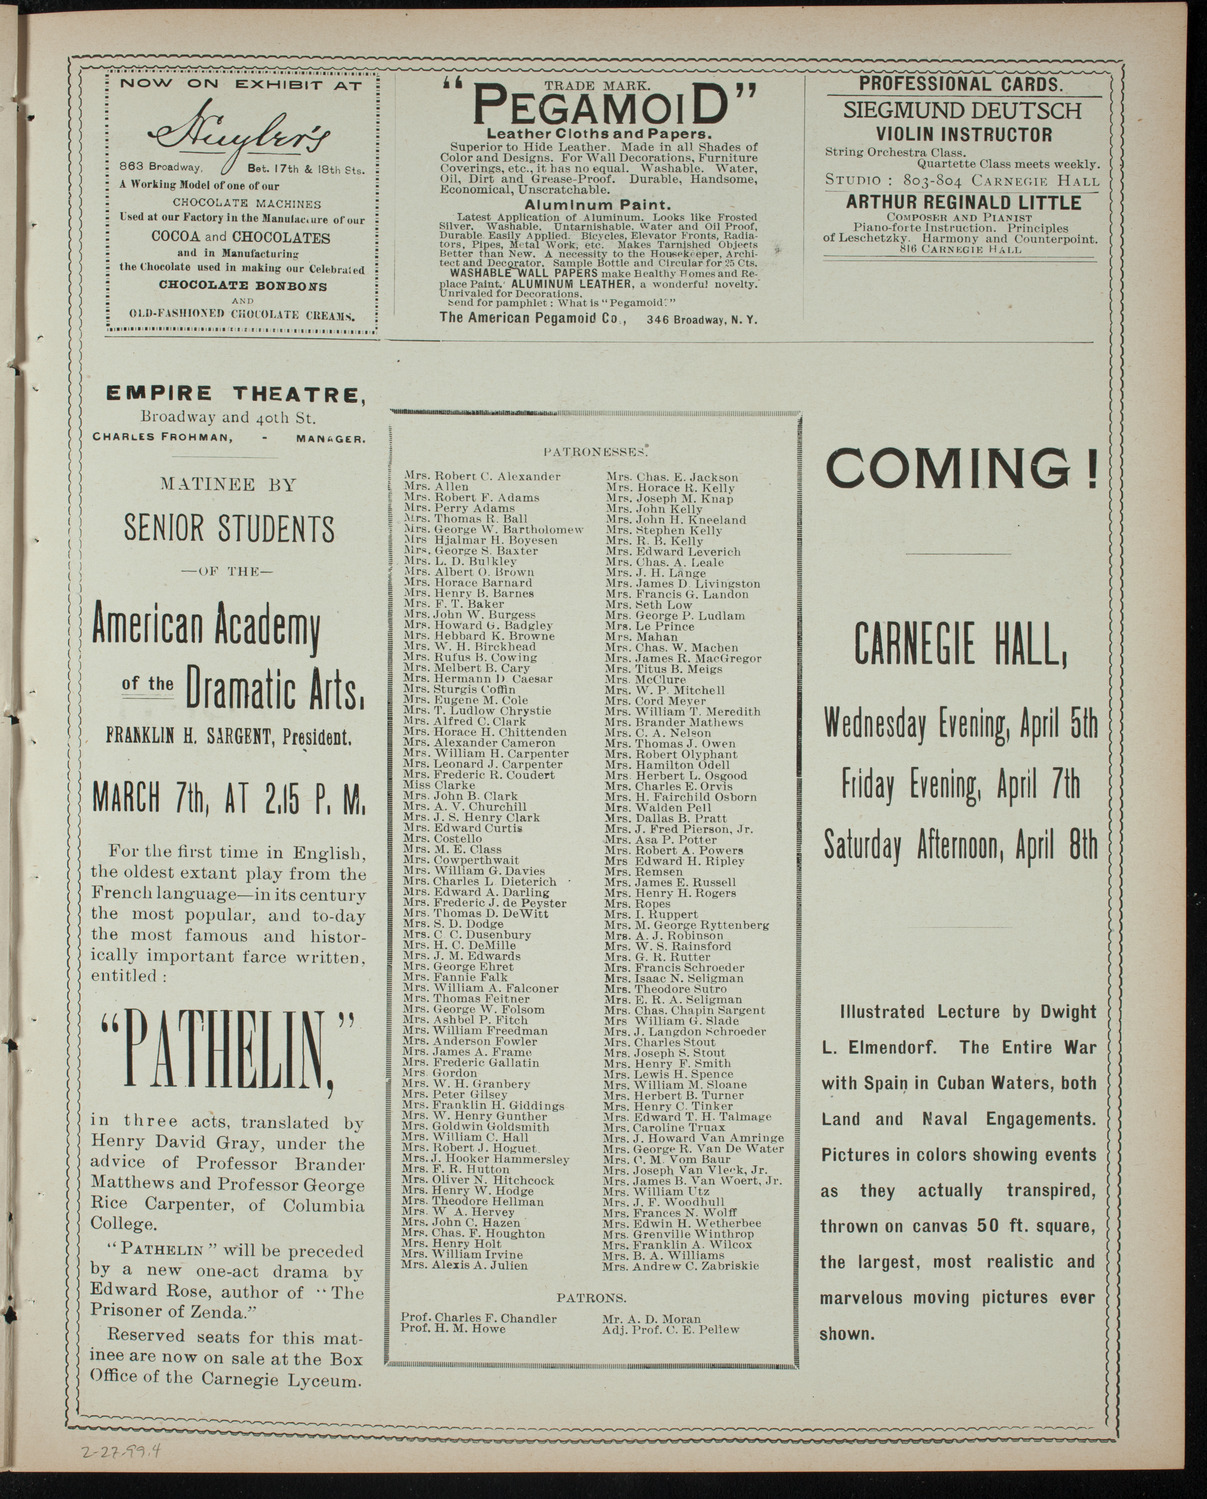 NOW ON EXHIBIT AT
Huyler's
863 Broadway. Bet. 17th & 18th Sts.
A Working Model of one of our
CHOCOLATE MACHINES
Used at our Factory in the Manufacture of our
COCOA and CHOCOLATES
and in Manufacturing
the Chocolate used in making our Celebrated
CHOCOLATE BONBONS
AND
OLD-FASHIONED CHOCOLATE CREAMS.
TRADE MARK.
"PEGAMOID"
Leather Cloths and Papers.
Superior to Hide Leather. Made in all Shades of
Color and Designs. For Wall Decorations, Furniture
Coverings, etc., it has no equal. Washable. Water,
Oil, Dirt and Grease-Proof. Durable, Handsome,
Economical, Unscratchable.
Aluminum Paint.
Latest Application of Aluminum. Looks like Frosted
Silver. Washable, Untarnishable, Water and Oil Proof,
Durable, Easily Applied. Bicycles, Elevator Fronts, Radia-
tors, Pipes, Metal Work, etc. Makes Tarnished Objects
Better than New. A necessity to the Housekeeper, Archi-
tect and Decorator. Sample Bottle and Circular for 25 Cts.
WASHABLE WALL PAPERS make Healthy Homes and Re-
place Paint. ALUMINUM LEATHER, a wonderful novelty.
Unrivaled for Decorations.
Send for pamphlet: What is "Pegamoid?"
The American Pegamoid Co., 346 Broadway, N. Y.
PROFESSIONAL CARDS.
SIEGMUND DEUTSCH
VIOLIN INSTRUCTOR
String Orchestra Class.
Quartette Class meets weekly.
STUDIO: 803-804 CARNEGIE HALL
ARTHUR REGINALD LITTLE
COMPOSER AND PIANIST
Piano-forte Instruction. Principles
of Leschetzky. Harmony and Counterpoint.
816 CARNEGIE HALL
EMPIRE THEATRE,
Broadway and 40th St.
CHARLES FROHMAN, - MANAGER.
MATINEE BY
SENIOR STUDENTS
—OF THE—
American Academy
of the Dramatic Arts,
FRANKLIN H. SARGENT, President.
MARCH 7th, AT 2.15 P. M.
For the first time in English,
the oldest extant play from the
French language—in its century
the most popular, and to-day
the most famous and histor-
ically important farce written,
entitled:
"PATHELIN,"
in three acts, translated by
Henry David Gray, under the
advice of Professor Brander
Matthews and Professor George
Rice Carpenter, of Columbia
College.
"PATHELIN" will be preceded
by a new one-act drama by
Edward Rose, author of "The
Prisoner of Zenda."
Reserved seats for this mat-
inee are now on sale at the Box
Office of the Carnegie Lyceum.
PATRONESSES.
Mrs. Robert C. Alexander
Mrs. Allen
Mrs. Robert F. Adams
Mrs. Perry Adams
Mrs. Thomas R. Ball
Mrs. George W. Bartholomew
Mrs Hjalmar H. Boyesen
Mrs. George S. Baxter
Mrs. L. D. Bulkley
Mrs. Albert O. Brown
Mrs. Horace Barnard
Mrs. Henry B. Barnes
Mrs. F. T. Baker
Mrs. John W. Burgess
Mrs. Howard G. Badgley
Mrs. Hebbard K. Browne
Mrs. W. H. Birckhead
Mrs. Rufus B. Cowing
Mrs. Melbert B. Cary
Mrs. Hermann D. Caesar
Mrs. Sturgis Coffin
Mrs. Eugene M. Cole
Mrs. T. Ludlow Chrystie
Mrs. Alfred C. Clark
Mrs. Horace H. Chittenden
Mrs. Alexander Cameron
Mrs. William H. Carpenter
Mrs. Leonard J. Carpenter
Mrs. Frederic R. Coudert
Miss Clarke
Mrs. John B. Clark
Mrs. A. V. Churchill
Mrs. J. S. Henry Clark
Mrs. Edward Curtis
Mrs. Costello
Mrs. M. E. Class
Mrs. Cowperthwait
Mrs. William G. Davies
Mrs. Charles L Dieterich
Mrs. Edward A. Darling
Mrs. Frederic J. de Peyster
Mrs. Thomas D. DeWitt
Mrs. S. D. Dodge
Mrs. C C. Dusenbury
Mrs. H. C. DeMille
Mrs. J. M. Edwards
Mrs. George Ehret
Mrs. Fannie Falk
Mrs. William A. Falconer
Mrs. Thomas Feitner
Mrs. George W. Folsom
Mrs. Ashbel P. Fitch
Mrs. William Freedman
Mrs. Anderson Fowler
Mrs. James A. Frame
Mrs. Frederic Gallatin
Mrs. Gordon
Mrs. W. H. Granbery
Mrs. Peter Gilsey
Mrs. Franklin H. Giddings
Mrs. W. Henry Gunther
Mrs. Goldwin Goldsmith
Mrs. William C. Hall
Mrs. Robert J. Hoguet
Mrs. J. Hooker Hammersley
Mrs. F. R. Hutton
Mrs. Oliver N. Hitchcock
Mrs. Henry W. Hodge
Mrs. Theodore Hellman
Mrs. W A. Hervey
Mrs. John C. Hazen
Mrs. Chas. F. Houghton
Mrs. Henry Holt
Mrs. William Irvine
Mrs. Alexis A. Julien
Mrs. Chas. E. Jackson
Mrs. Horace R. Kelly
Mrs. Joseph M. Knap
Mrs. John Kelly
Mrs. John H. Kneeland
Mrs. Stephen Kelly
Mrs. R. B. Kelly
Mrs. Edward Leverich
Mrs. Chas. A. Leale
Mrs. J. H. Lange
Mrs. James D. Livingston
Mrs. Francis G. Landon
Mrs. Seth Low
Mrs. George P. Ludlam
Mrs. Le Prince
Mrs. Mahan
Mrs. Chas. W. Machen
Mrs. James R. MacGregor
Mrs. Titus B. Meigs
Mrs. McClure
Mrs. W. P. Mitchell
Mrs. Cord Meyer
Mrs. William T. Meredith
Mrs. Brander Mathews
Mrs. C. A. Nelson
Mrs. Thomas J. Owen
Mrs. Robert Olyphant
Mrs. Hamilton Odell
Mrs. Herbert L. Osgood
Mrs. Charles E. Orvis
Mrs. H. Fairchild Osborn
Mrs. Walden Pell
Mrs. Dallas B. Pratt
Mrs. J. Fred Pierson, Jr.
Mrs. Asa P. Potter
Mrs. Robert A. Powers
Mrs Edward H. Ripley
Mrs. Remsen
Mrs. James E. Russell
Mrs. Henry H. Rogers
Mrs. Ropes
Mrs. I. Ruppert
Mrs. M. George Ryttenberg
Mrs. A. J. Robinson
Mrs. W. S. Rainsford
Mrs. G. R. Rutter
Mrs. Francis Schroeder
Mrs. Isaac N. Seligman
Mrs. Theodore Sutro
Mrs. E. R. A. Seligman
Mrs. Chas. Chapin Sargent
Mrs William G. Slade
Mrs. J. Langdon Schroeder
Mrs. Charles Stout
Mrs. Joseph S. Stout
Mrs. Henry F. Smith
Mrs. Lewis H. Spence
Mrs. William M. Sloane
Mrs. Herbert B. Turner
Mrs. Henry C. Tinker
Mrs. Edward T. H. Talmage
Mrs. Caroline Truax
Mrs. J. Howard Van Amringe
Mrs. George R. Van De Water
Mrs. C. M. Vom Baur
Mrs. Joseph Van Vleck, Jr.
Mrs. James B. Van Woert, Jr.
Mrs. William Utz
Mrs. J. F. Woodbull
Mrs. Frances N. Wolff
Mrs. Edwin H. Wetherbee
Mrs. Grenville Winthrop
Mrs. Franklin A. Wilcox
Mrs. B. A. Williams
Mrs. Andrew C. Zabriskie
PATRONS.
Prof. Charles F. Chandler
Prof. H. M. Howe
Mr. A. D. Moran
Adj. Prof. C. E. Pellew
COMING!
CARNEGIE HALL,
Wednesday Evening, April 5th
Friday Evening, April 7th
Saturday Afternoon, April 8th
Illustrated Lecture by Dwight
L. Elmendorf. The Entire War
with Spain in Cuban Waters, both
Land and Naval Engagements.
Pictures in colors showing events
as they actually transpired,
thrown on canvas 50 ft. square,
the largest, most realistic and
marvelous moving pictures ever
shown.
2-27-99.4